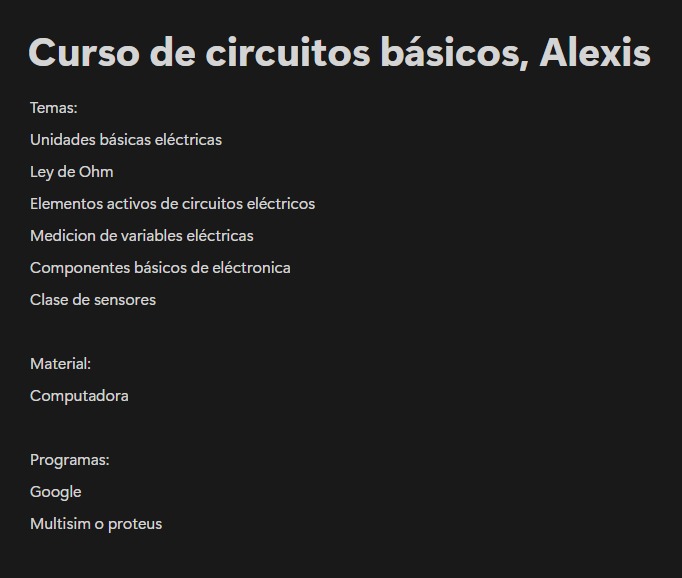 Curso de circuitos básicos, Alexis
Temas:
Unidades básicas eléctricas
Ley de Ohm
Elementos activos de circuitos eléctricos
Medicion de variables eléctricas
Componentes básicos de eléctronica
Clase de sensores
Material:
Computadora
Programas:
Google
Multisim o proteus